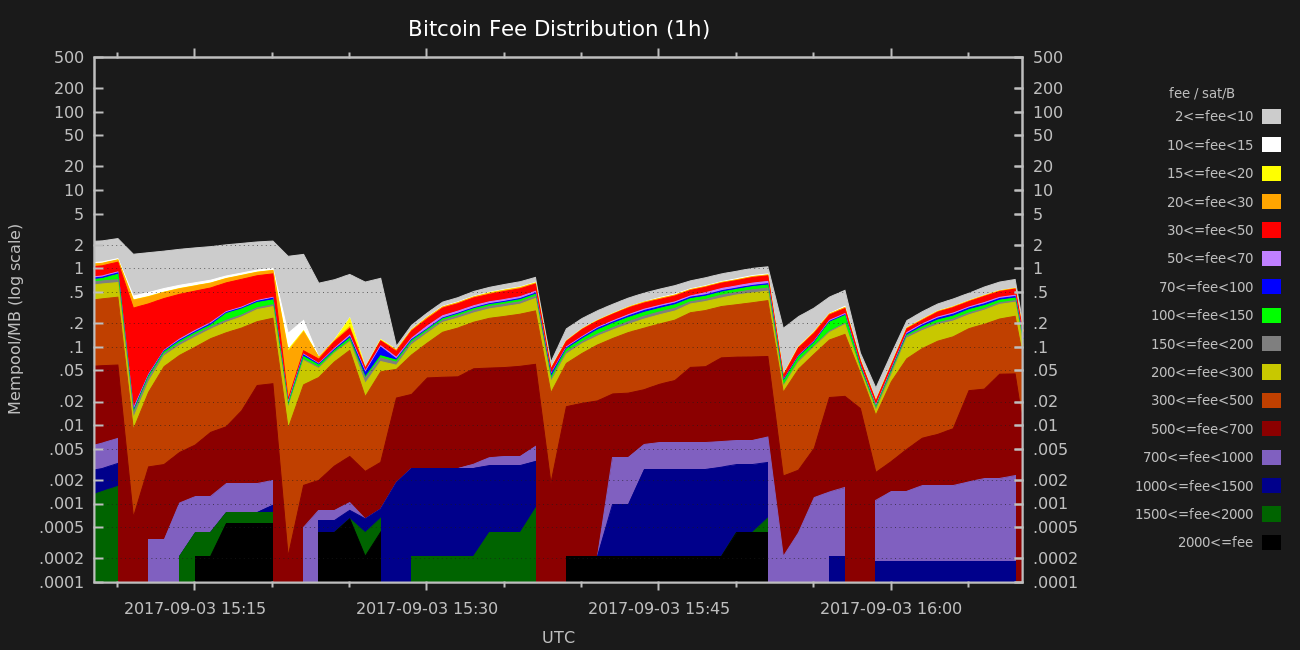 Bitcoin Fee Distribution (1h)
500 500
200 200
100 100
50 50
20 20
10 10
5 5
2 2
1 1
.5 .5
.2 .2
.1 .1
.05 .05
.02 .02
.01 .01
.005 .005
.002 .002
.001 .001
.0005 .0005
.0002 .0002
.0001 .0001
Mempool/MB (log scale)
2017-09-03 15:15 2017-09-03 15:30 2017-09-03 15:45 2017-09-03 16:00
UTC
fee / sat/B
2<=fee<10
10<=fee<15
15<=fee<20
20<=fee<30
30<=fee<50
50<=fee<70
70<=fee<100
100<=fee<150
150<=fee<200
200<=fee<300
300<=fee<500
500<=fee<700
700<=fee<1000
1000<=fee<1500
1500<=fee<2000
2000<=fee